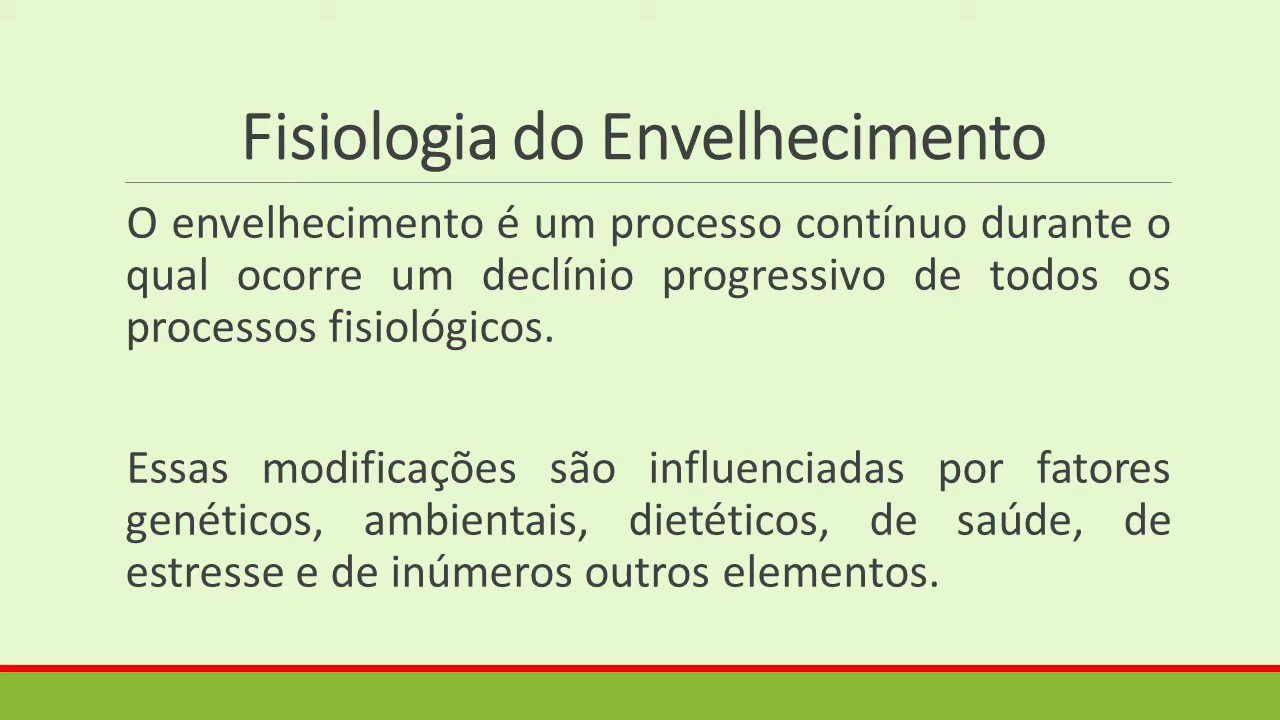 Fisiologia do Envelhecimento
O envelhecimento é um processo contínuo durante o
qual ocorre um declínio progressivo de todos os
processos fisiológicos.
Essas modificações são influenciadas por fatores
genéticos, ambientais, dietéticos, de saúde, de
estresse e de inúmeros outros elementos.